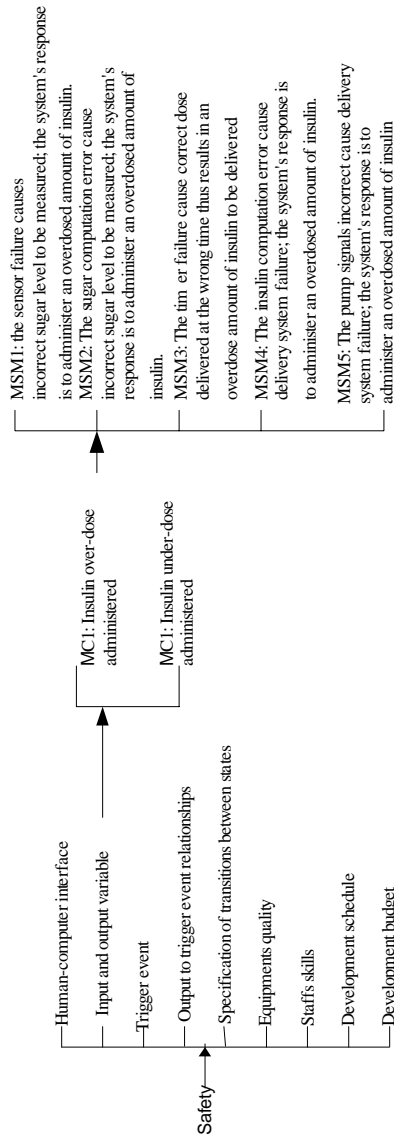 Safety
Human-computer interface
Input and output variable
Trigger event
Output to trigger event relationships
Specification of transitions between states
Equipments quality
Staffs skills
Development schedule
Development budget
MC1: Insulin over-dose
administered
MC1: Insulin under-dose
administered
MSM1: the sensor failure causes
incorrect sugar level to be measured; the system's response
is to administer an overdosed amount of insulin.
MSM2: The sugar computation error cause
incorrect sugar level to be measured; the system's
response is to administer an overdosed amount of
insulin.
MSM3: The tim er failure cause correct dose
delivered at the wrong time thus results in an
overdose amount of insulin to be delivered
MSM4: The insulin computation error cause
delivery system failure; the system's response is
to administer an overdosed amount of insulin.
MSM5: The pump signals incorrect cause delivery
system failure; the system's response is to
administer an overdosed amount of insulin